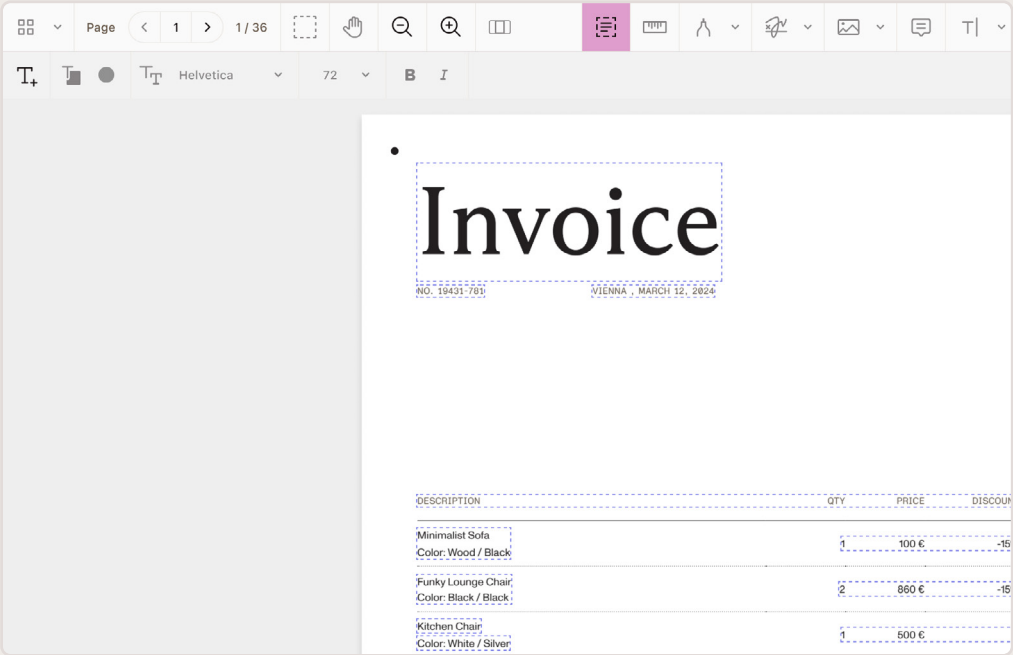 Page 1 1 / 36
T|
Helvetica 72 B I
Invoice
NO. 19431-781 VIENNA , MARCH 12, 2024
DESCRIPTION QTY PRICE
Minimalist Sofa
Color: Wood / Black 1 100 €
Funky Lounge Chair
Color: Black / Black 2 860 €
Kitchen Chair
Color: White / Silver 1 500 €